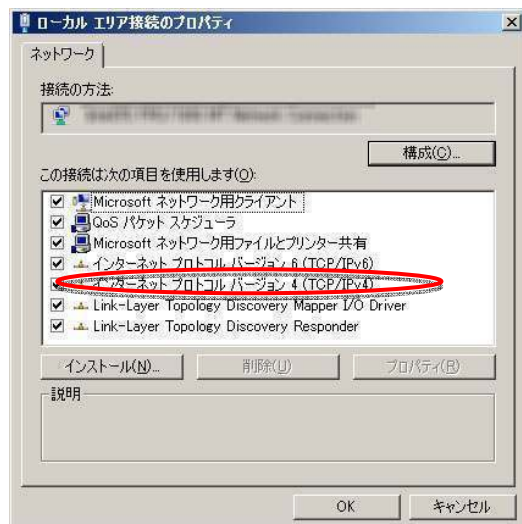 ローカル エリア接続のプロパティ
ネットワーク
接続の方法:
構成(C)...
この接続は次の項目を使用します(O):
Microsoft ネットワーク用クライアント
QoS パケット スケジューラ
Microsoft ネットワーク用ファイルとプリンター共有
インターネット プロトコル バージョン 6 (TCP/IPv6)
インターネット プロトコル バージョン 4 (TCP/IPv4)
Link-Layer Topology Discovery Mapper I/O Driver
Link-Layer Topology Discovery Responder
インストール(N)... 削除(U) プロパティ(R)
説明
OK キャンセル